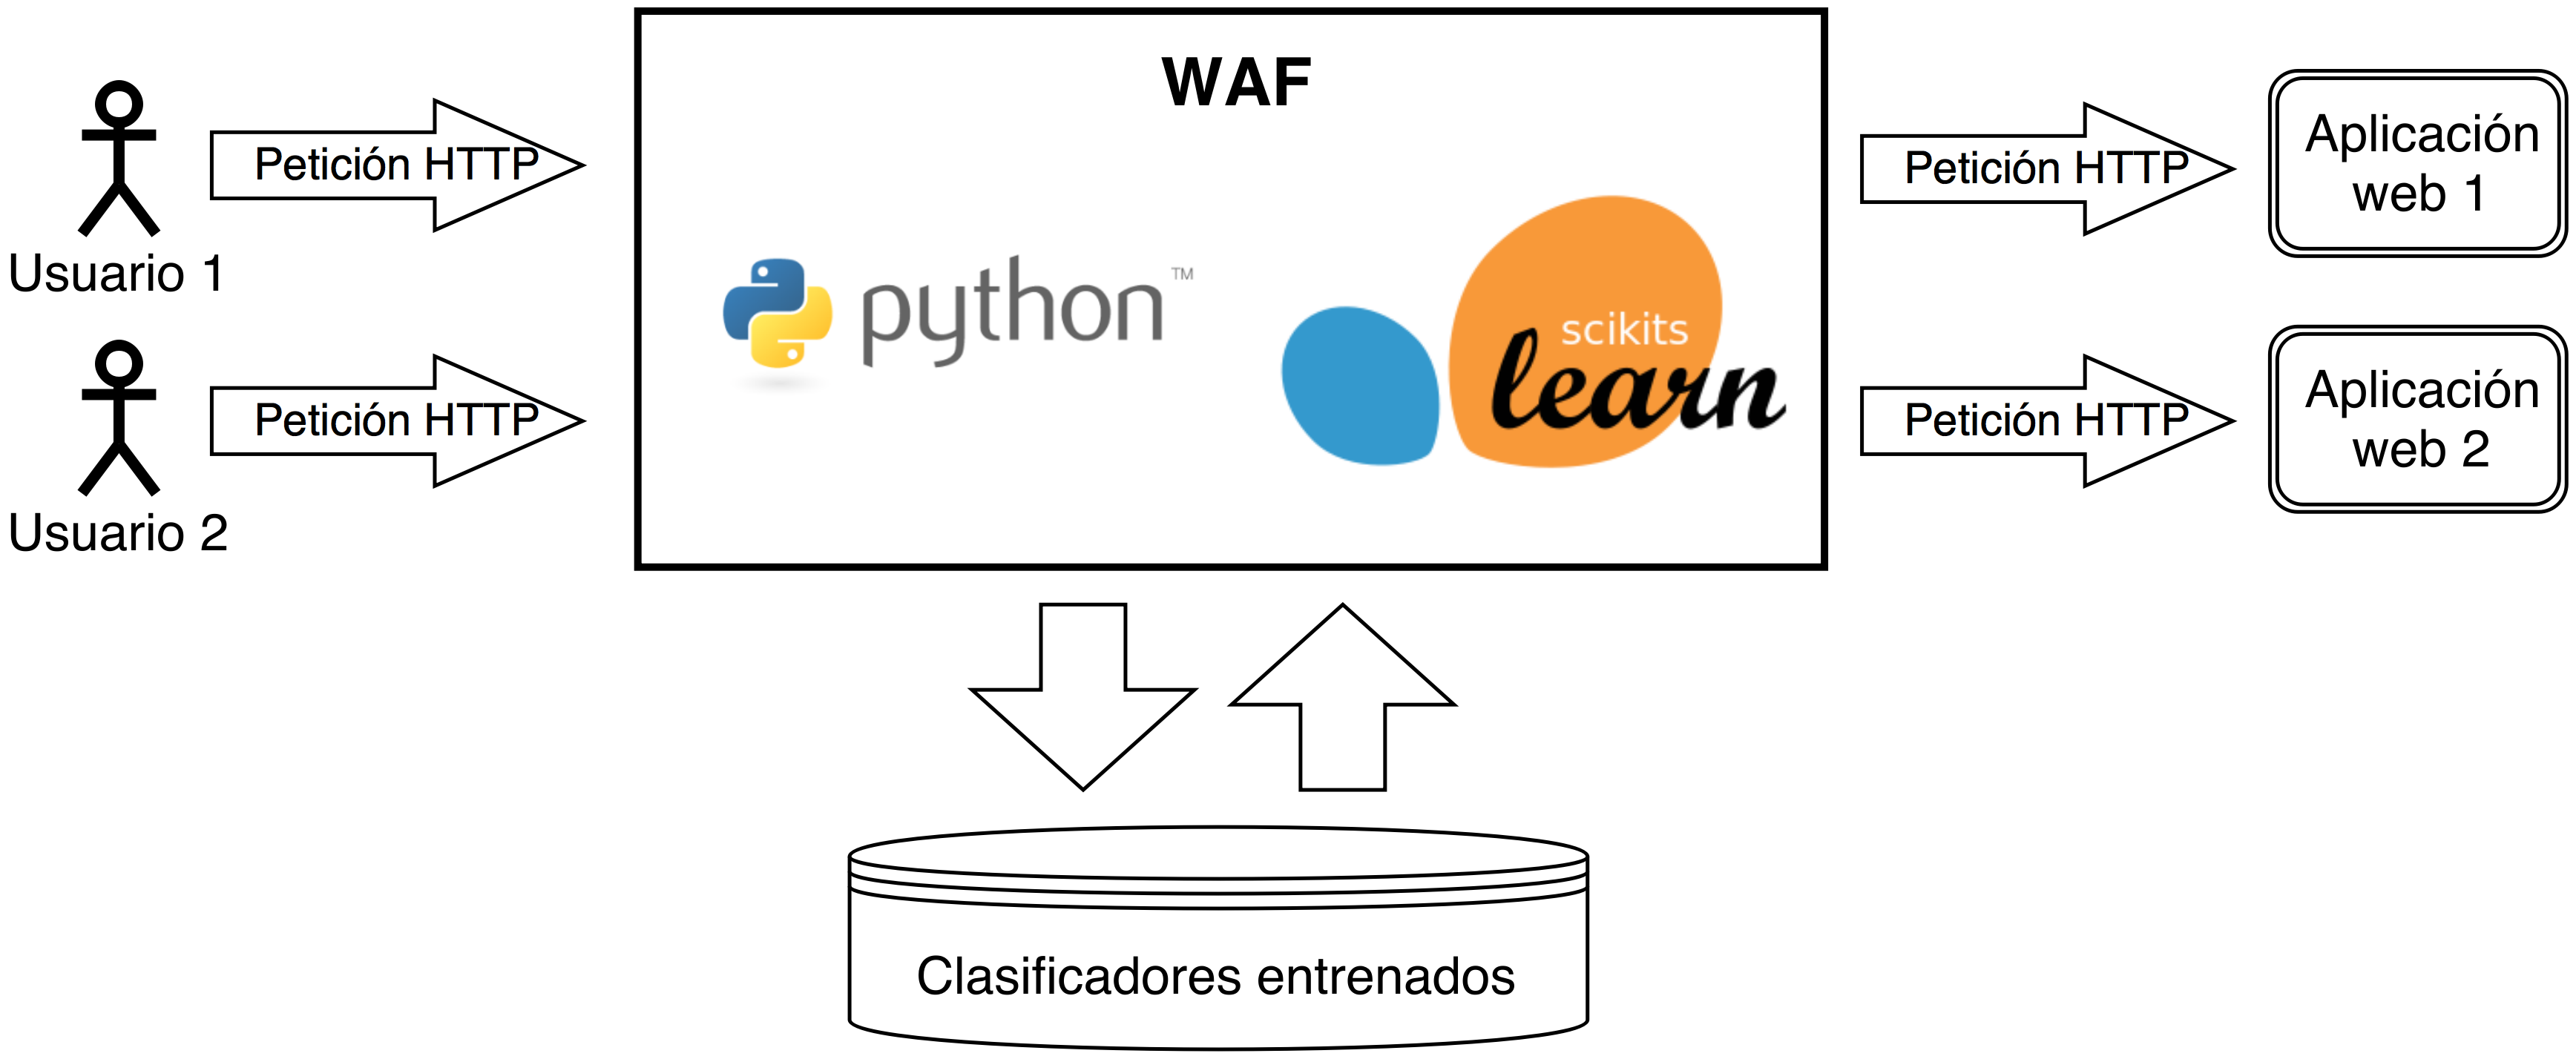 WAF
Petición HTTP
Usuario 1
Petición HTTP
Usuario 2
python™
scikits
learn
Petición HTTP
Aplicación
web 1
Petición HTTP
Aplicación
web 2
Clasificadores entrenados